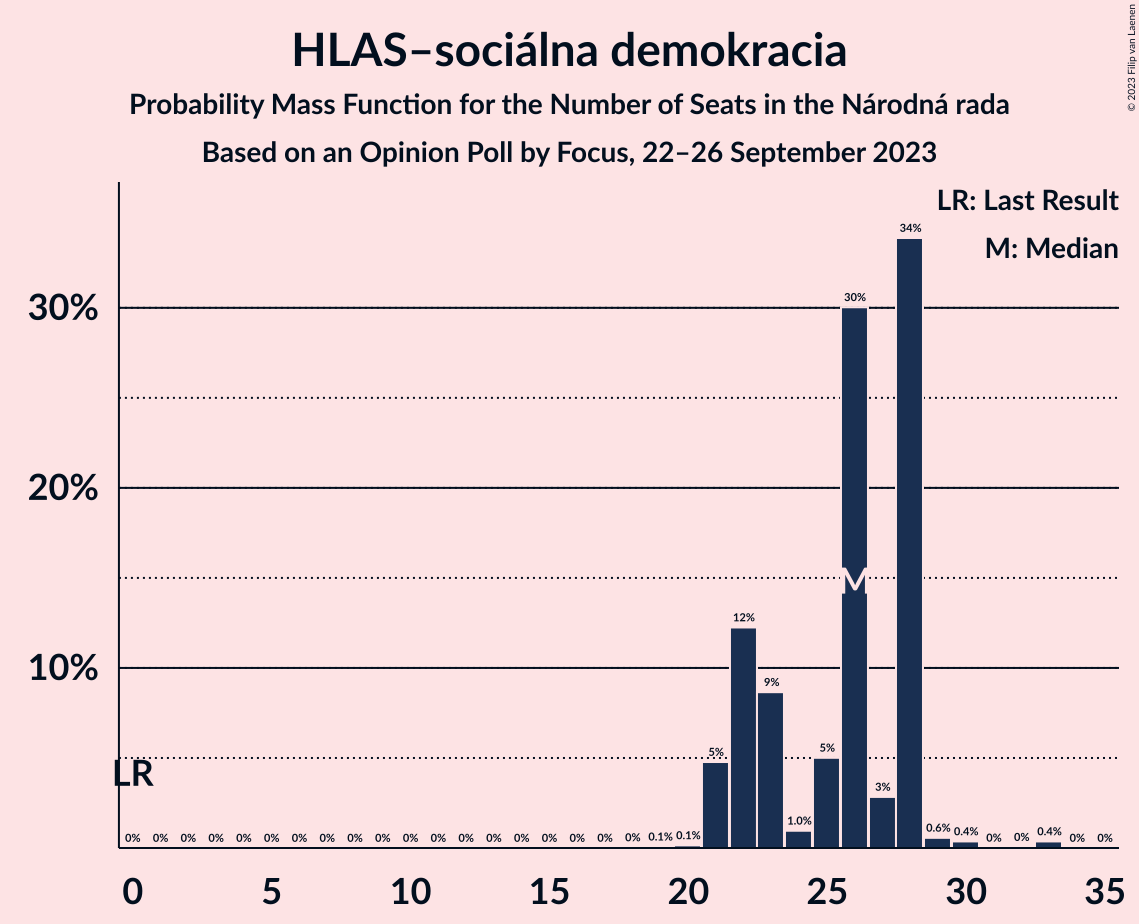 HLAS–sociálna demokracia
Probability Mass Function for the Number of Seats in the Národná rada
Based on an Opinion Poll by Focus, 22–26 September 2023
© 2023 Filip van Laenen
LR: Last Result
M: Median
34%
30%
30%
20%
M
12%
10%
9%
5%
5%
LR
3%
0% 0% 0% 0% 0% 0% 0% 0% 0% 0% 0% 0% 0% 0% 0% 0% 0% 0% 0% 0.1% 0.1% 1.0% 0.6% 0.4% 0% 0% 0.4% 0% 0%
0 5 10 15 20 25 30 35